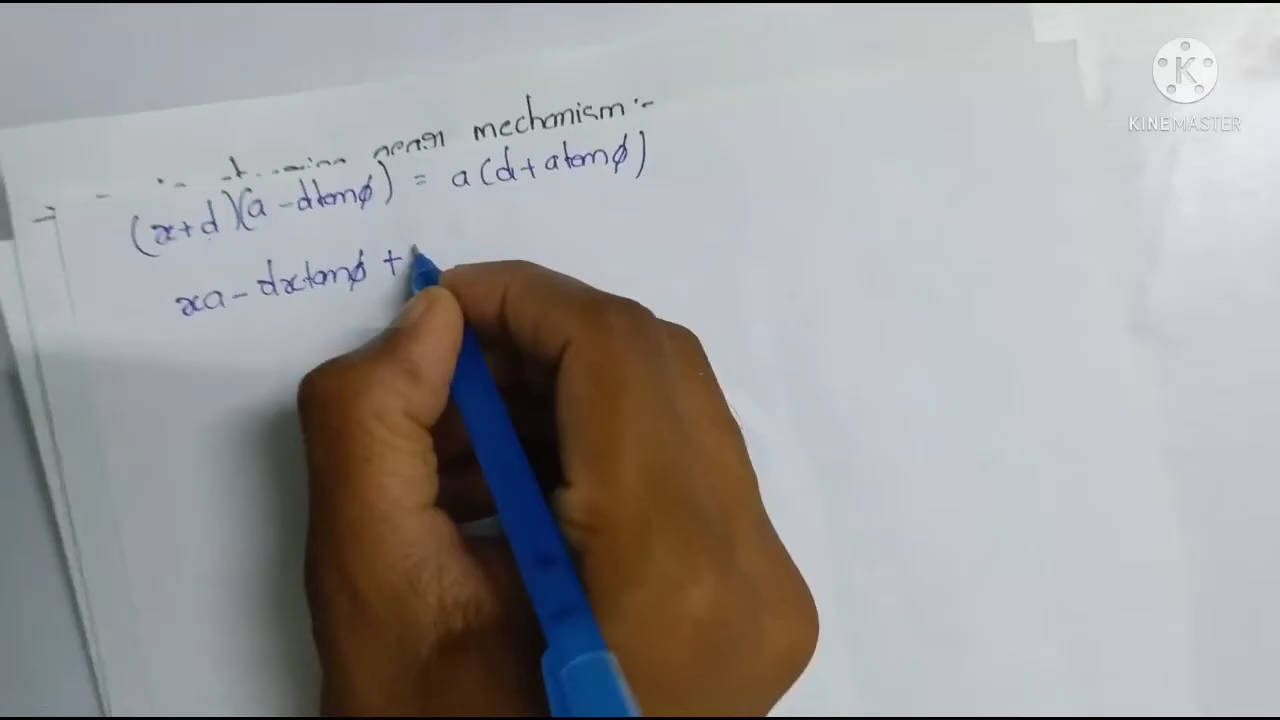 mechanism :-
(x+d)(a-dtanφ) = a(d+atanφ)
xa-dxtanφ +
K
KINEMASTER